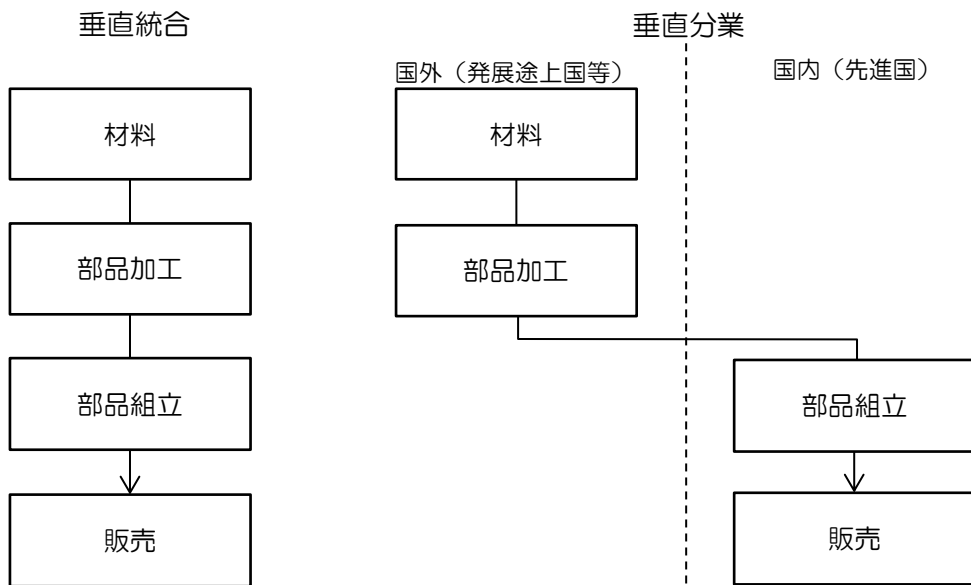 垂直統合
材料
部品加工
部品組立
販売
垂直分業
国外（発展途上国等）
国内（先進国）
材料
部品加工
部品組立
販売